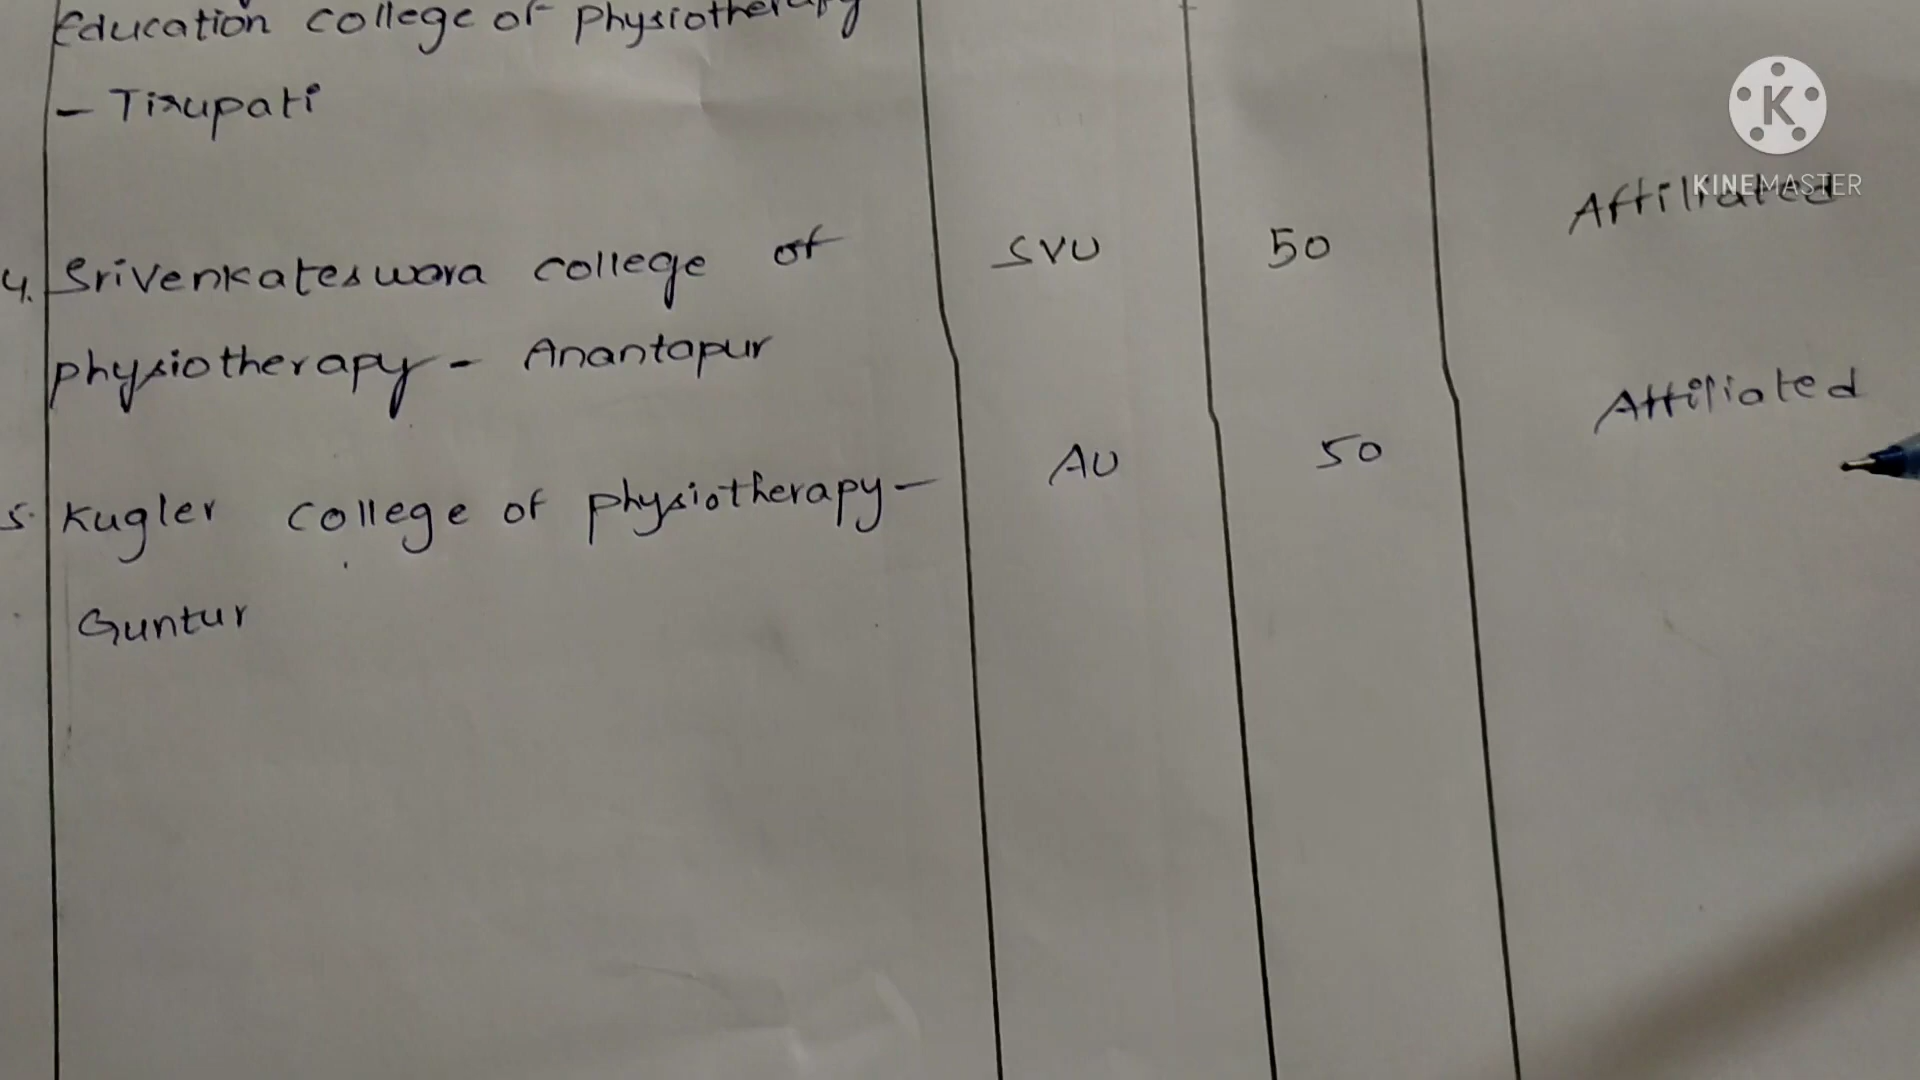 Education college of physiotherapy
- Tirupati
KINEMASTER
Affiliated
4. Srivenkateswara college of SVU 50
physiotherapy - Anantapur
Affiliated
5. Kugler college of physiotherapy - AU 50
Guntur